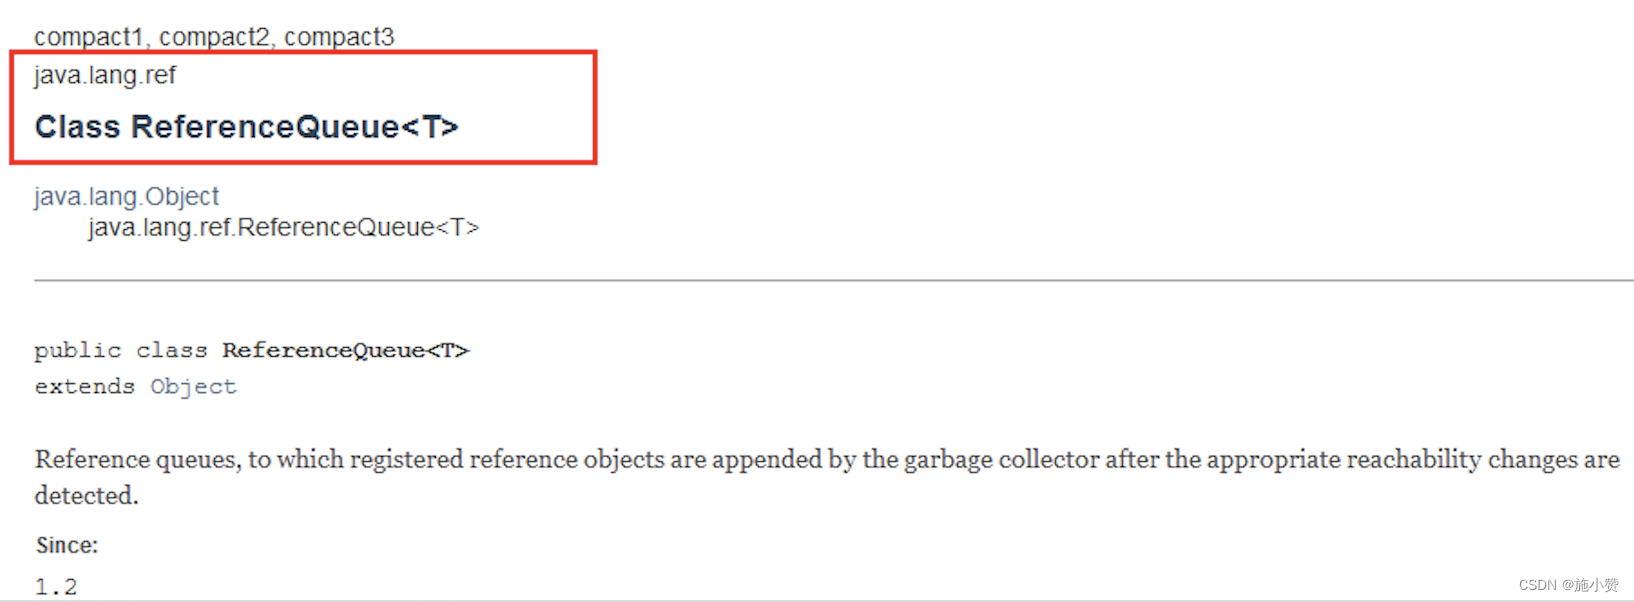 compact1, compact2, compact3
java.lang.ref
Class ReferenceQueue<T>
java.lang.Object
java.lang.ref.ReferenceQueue<T>
public class ReferenceQueue<T>
extends Object
Reference queues, to which registered reference objects are appended by the garbage collector after the appropriate reachability changes are
detected.
Since:
1.2
CSDN @施小赞